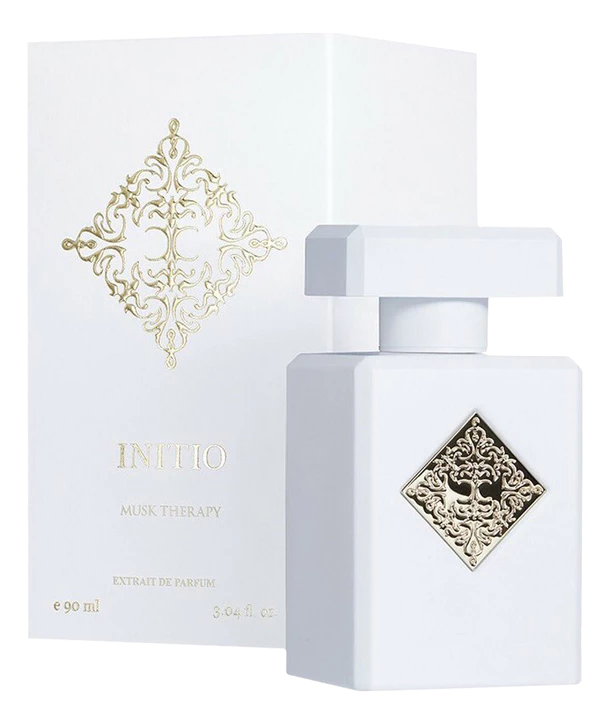 INITIO
MUSK THERAPY
EXTRAIT DE PARFUM
e 90 ml
3.04 fl. oz